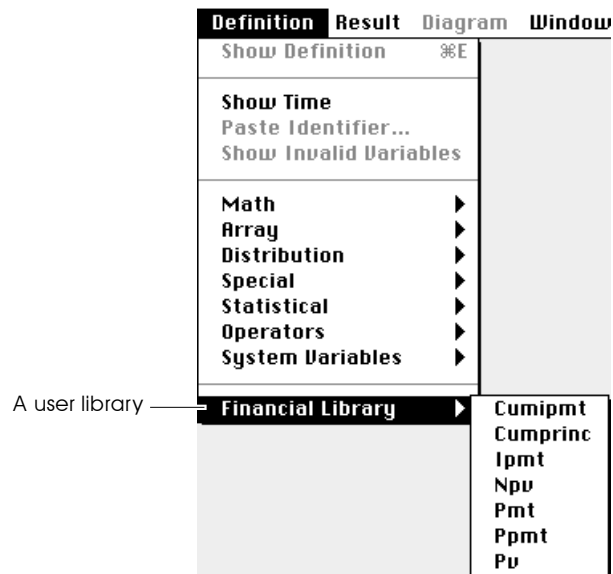 Definition Result Diagram Window
Show Definition ⌘E
Show Time
Paste Identifier...
Show Invalid Variables
Math
Array
Distribution
Special
Statistical
Operators
System Variables
A user library
Financial Library
Cumipmt
Cumprinc
Ipmt
Npv
Pmt
Ppmt
Pv